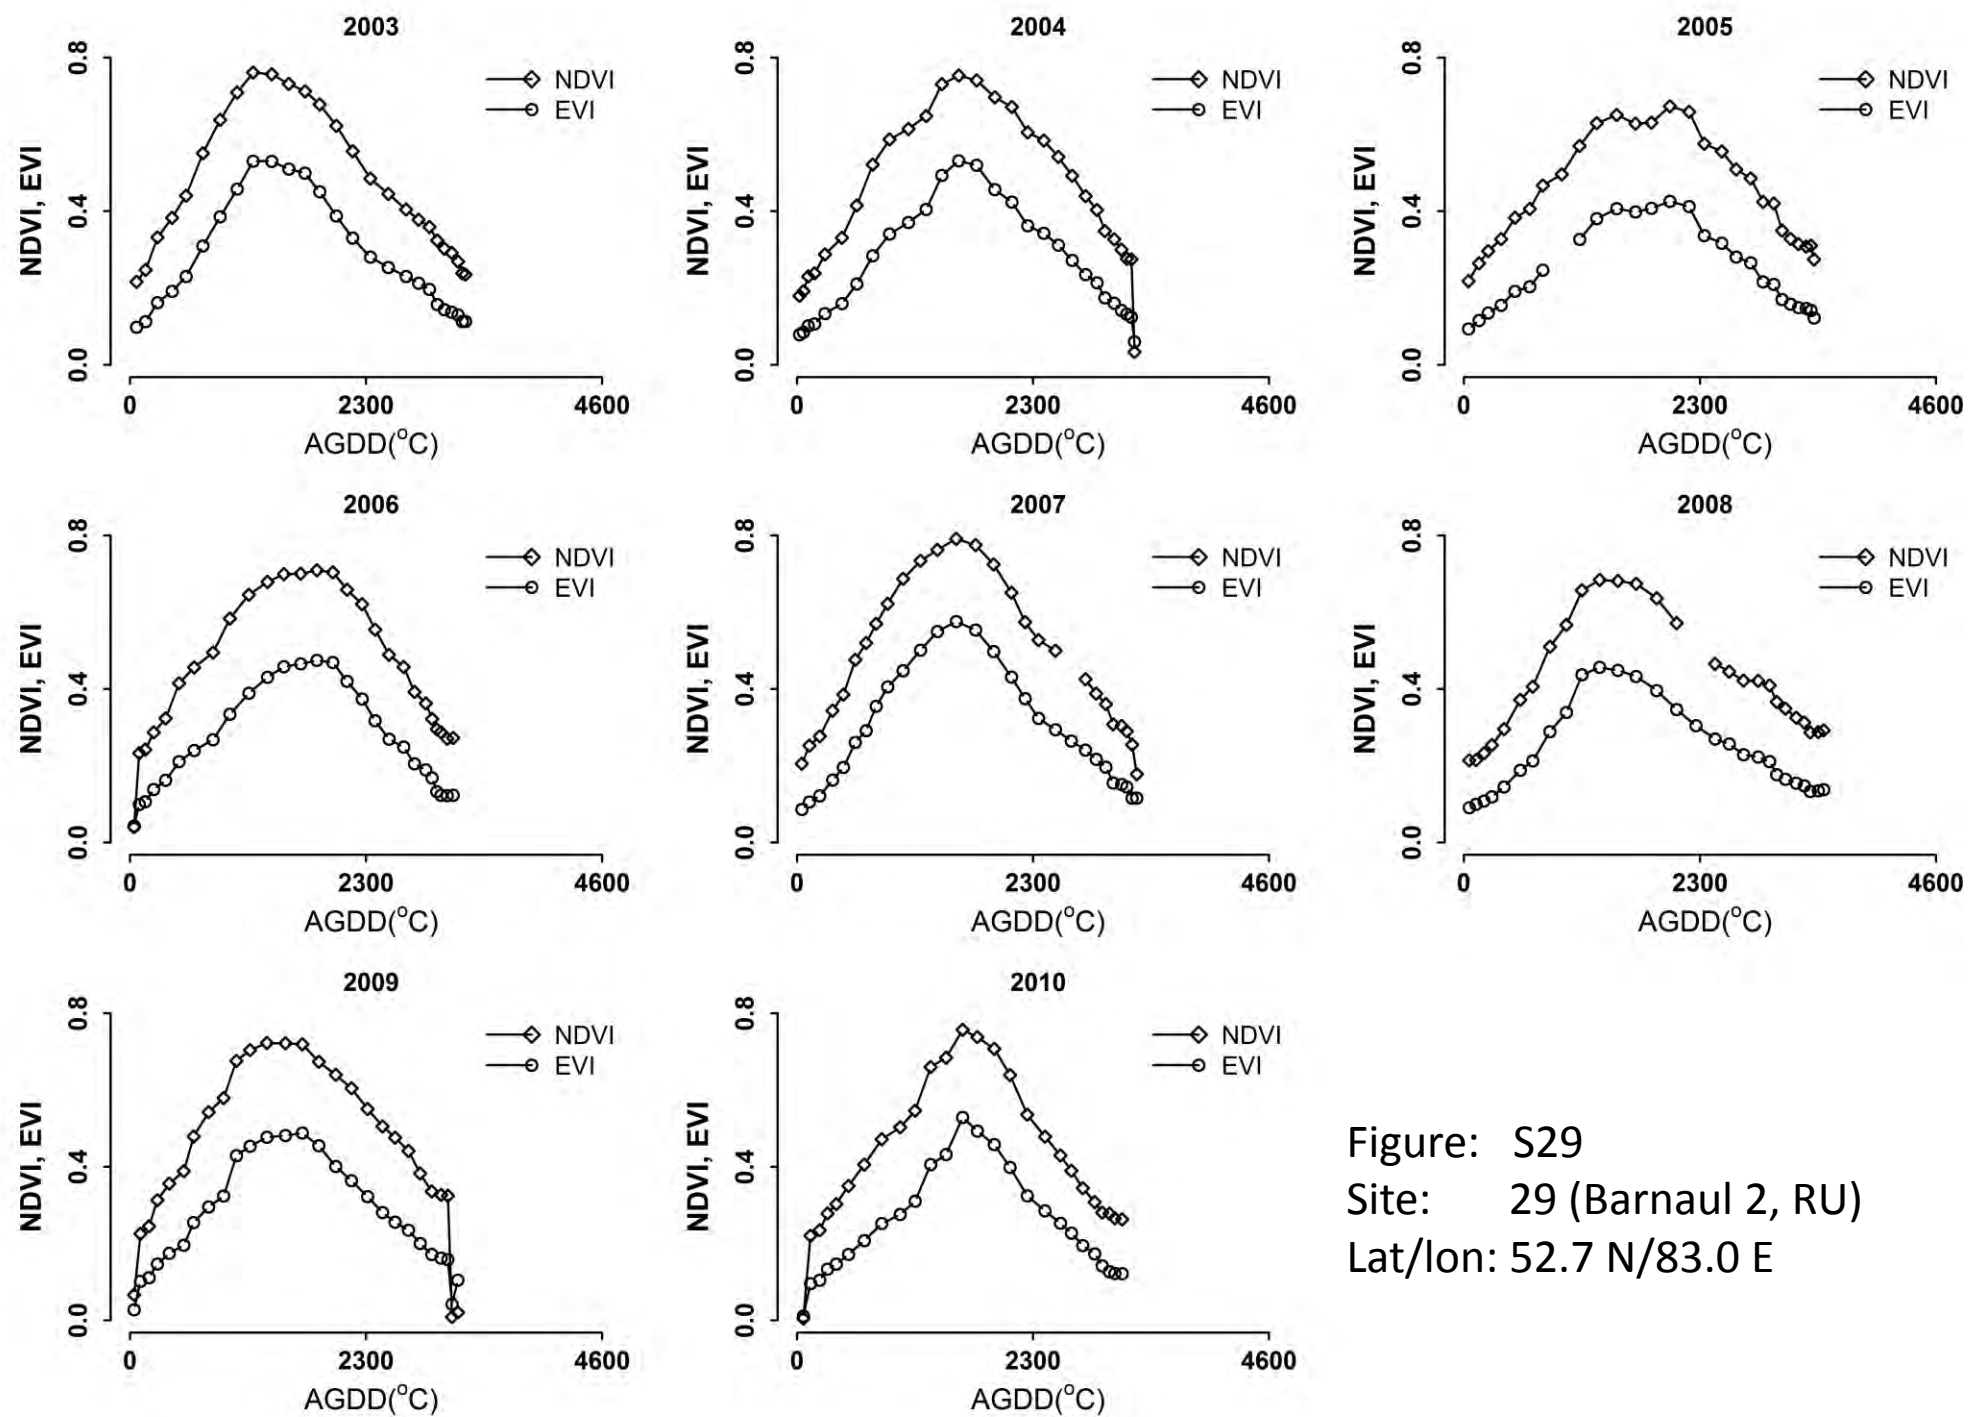 2003
0.8
NDVI
EVI
NDVI, EVI
0.4
0.0
0 2300 4600
AGDD(°C)
2004
0.8
NDVI
EVI
NDVI, EVI
0.4
0.0
0 2300 4600
AGDD(°C)
2005
0.8
NDVI
EVI
NDVI, EVI
0.4
0.0
0 2300 4600
AGDD(°C)
2006
0.8
NDVI
EVI
NDVI, EVI
0.4
0.0
0 2300 4600
AGDD(°C)
2007
0.8
NDVI
EVI
NDVI, EVI
0.4
0.0
0 2300 4600
AGDD(°C)
2008
0.8
NDVI
EVI
NDVI, EVI
0.4
0.0
0 2300 4600
AGDD(°C)
2009
0.8
NDVI
EVI
NDVI, EVI
0.4
0.0
0 2300 4600
AGDD(°C)
2010
0.8
NDVI
EVI
NDVI, EVI
0.4
0.0
0 2300 4600
AGDD(°C)
Figure: S29
Site: 29 (Barnaul 2, RU)
Lat/lon: 52.7 N/83.0 E